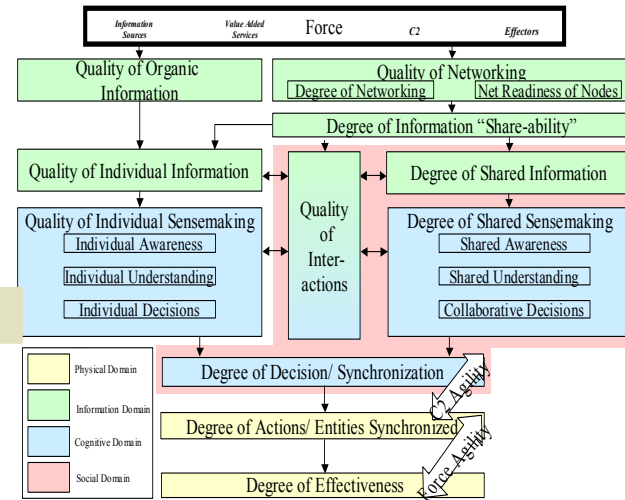 Information Sources
Value Added Services
Force
C2
Effectors
Quality of Organic
Information
Quality of Networking
Degree of Networking
Net Readiness of Nodes
Degree of Information “Share-ability”
Quality of Individual Information
Degree of Shared Information
Quality of Individual Sensemaking
Individual Awareness
Individual Understanding
Individual Decisions
Quality
of
Inter-
actions
Degree of Shared Sensemaking
Shared Awareness
Shared Understanding
Collaborative Decisions
Degree of Decision/ Synchronization
C2 Agility
Degree of Actions/ Entities Synchronized
Force Agility
Degree of Effectiveness
Physical Domain
Information Domain
Cognitive Domain
Social Domain